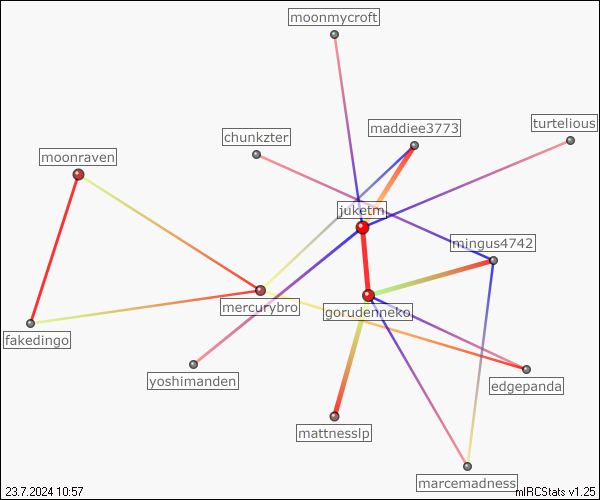 moonmycroft
turtelious
maddiee3773
chunkzter
moonraven
juketm
mingus4742
mercurybro
gorudenneko
fakedingo
yoshimanden
edgepanda
mattnesslp
marcemadness
23.7.2024 10:57
mIRCStats v1.25